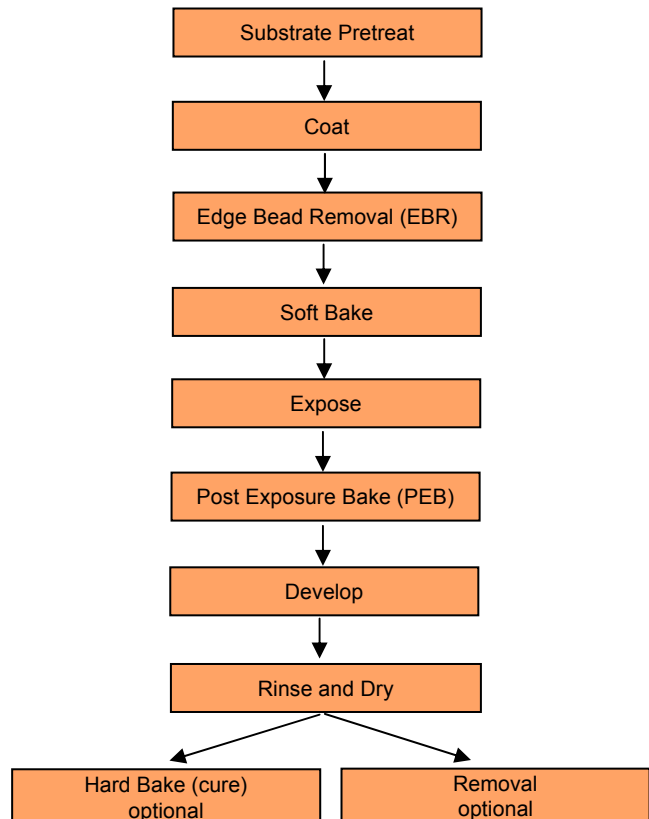 Substrate Pretreat
Coat
Edge Bead Removal (EBR)
Soft Bake
Expose
Post Exposure Bake (PEB)
Develop
Rinse and Dry
Hard Bake (cure)
optional
Removal
optional